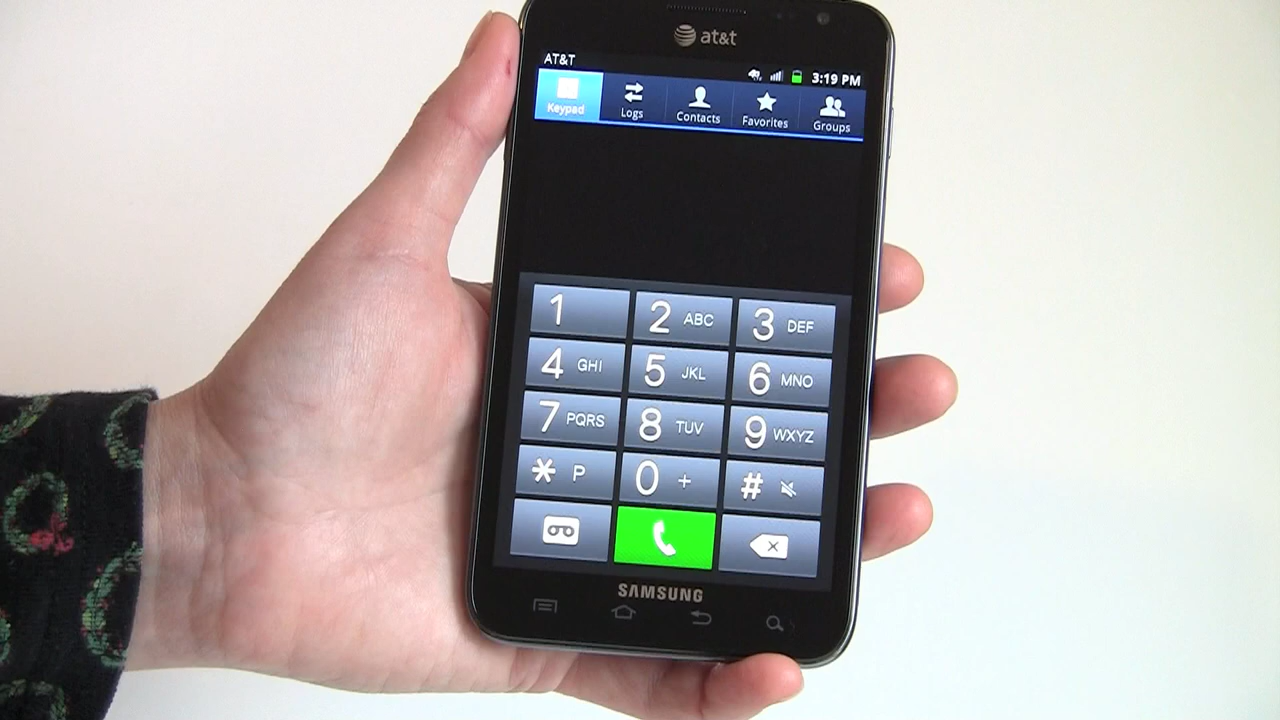 at&t
AT&T 3:19 PM
Keypad Logs Contacts Favorites Groups
1 2 ABC 3 DEF
4 GHI 5 JKL 6 MNO
7 PQRS 8 TUV 9 WXYZ
* P 0 + #
SAMSUNG